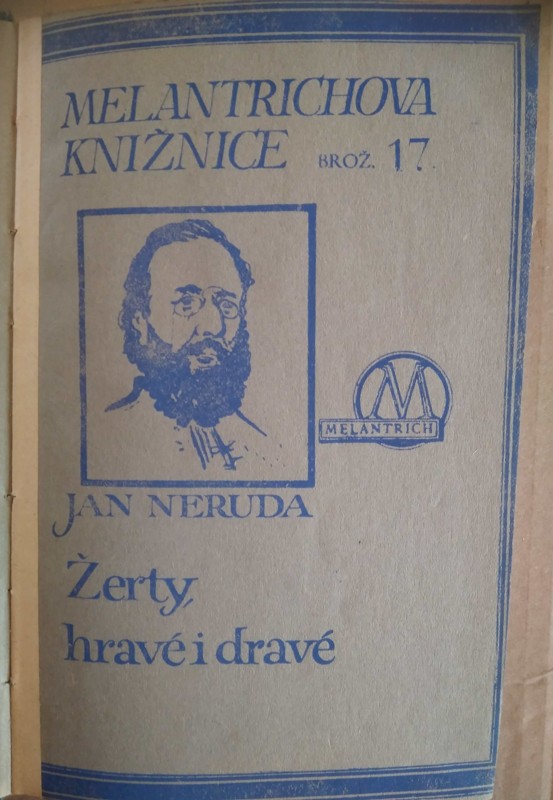 MELANTRICHOVA
KNIŽNICE BROŽ. 17.
M
MELANTRICH
JAN NERUDA
Žerty,
hravé i dravé